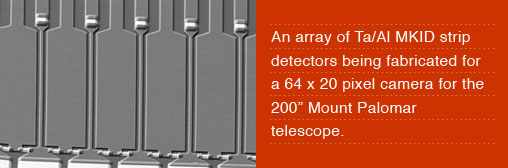 An array of Ta/Al MKID strip
detectors being fabricated for
a 64 x 20 pixel camera for the
200” Mount Palomar
telescope.